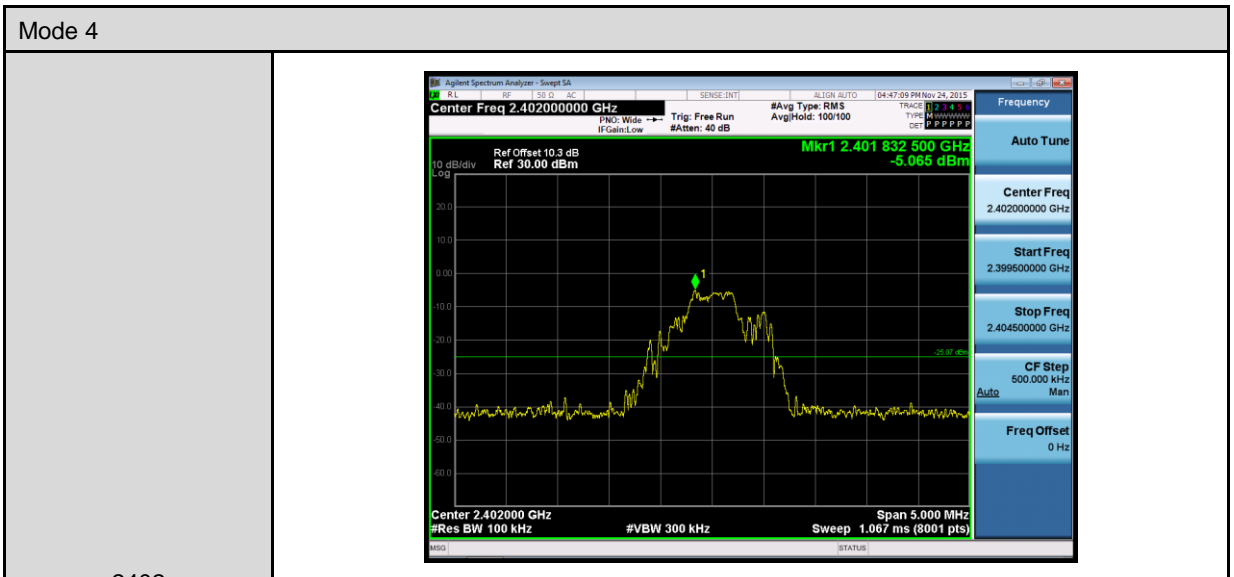 Mode 4
Agilent Spectrum Analyzer - Swept SA
RL RF 50 Ω AC SENSE:INT ALIGN AUTO 04:47:09 PM Nov 24, 2015
Center Freq 2.402000000 GHz
PNO: Wide
IFGain:Low
Trig: Free Run
#Atten: 40 dB
#Avg Type: RMS
Avg|Hold: 100/100
TRACE 1 2 3 4 5 6
TYPE M WWWWW
DET P P P P P P
Frequency
Auto Tune
Center Freq
2.402000000 GHz
Start Freq
2.399500000 GHz
Stop Freq
2.404500000 GHz
CF Step
500.000 kHz
Auto Man
Freq Offset
0 Hz
Mkr1 2.401 832 500 GHz
-5.065 dBm
Ref Offset 10.3 dB
10 dB/div Ref 30.00 dBm
Log
20.0
10.0
0.00
1
-10.0
-20.0
-25.07 dBm
-30.0
-40.0
-50.0
-60.0
Center 2.402000 GHz Span 5.000 MHz
#Res BW 100 kHz #VBW 300 kHz Sweep 1.067 ms (8001 pts)
MSG STATUS